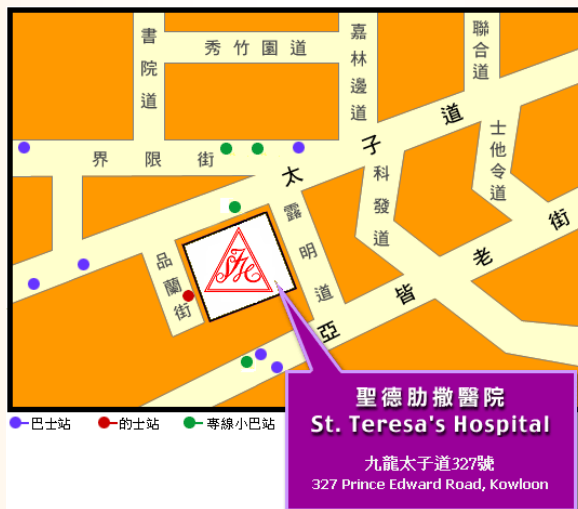 書院道
秀竹園道
嘉林邊道
聯合道
界限街
太子道
士他令道
科發道
露明道
品蘭街
亞皆老街
STH
巴士站
的士站
專線小巴站
聖德肋撒醫院
St. Teresa's Hospital
九龍太子道327號
327 Prince Edward Road, Kowloon